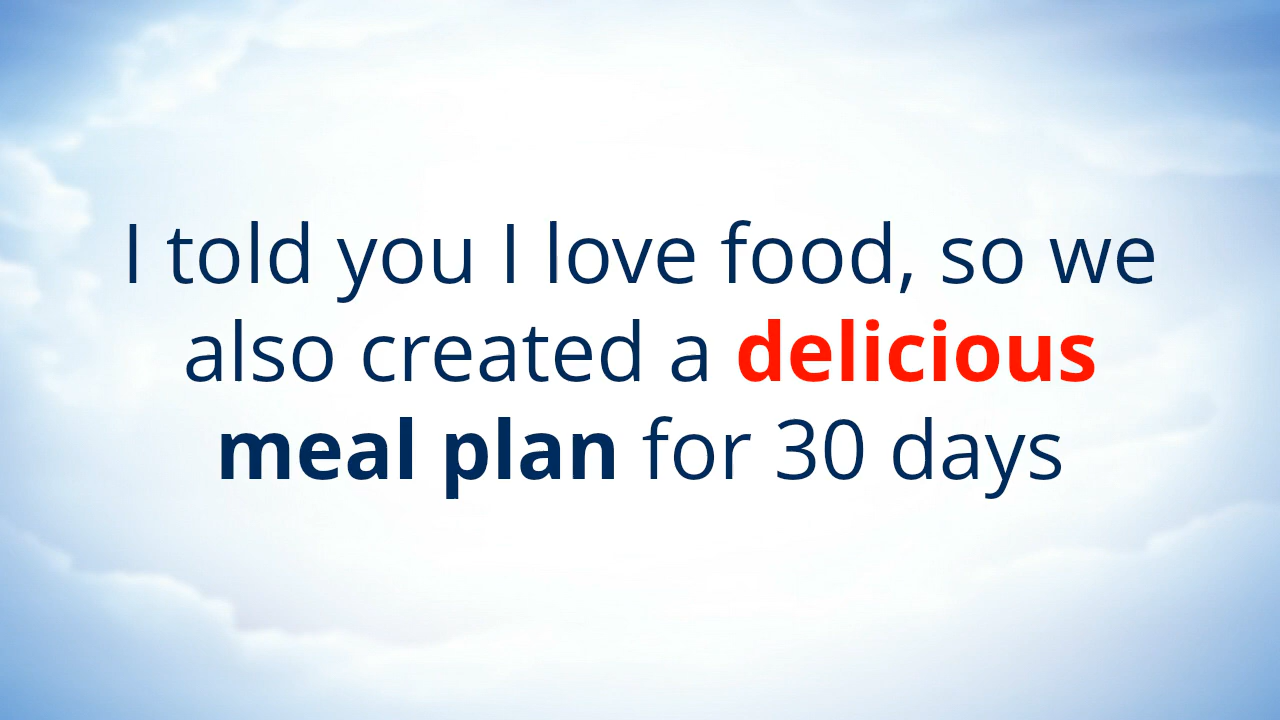 I told you I love food, so we
also created a delicious
meal plan for 30 days